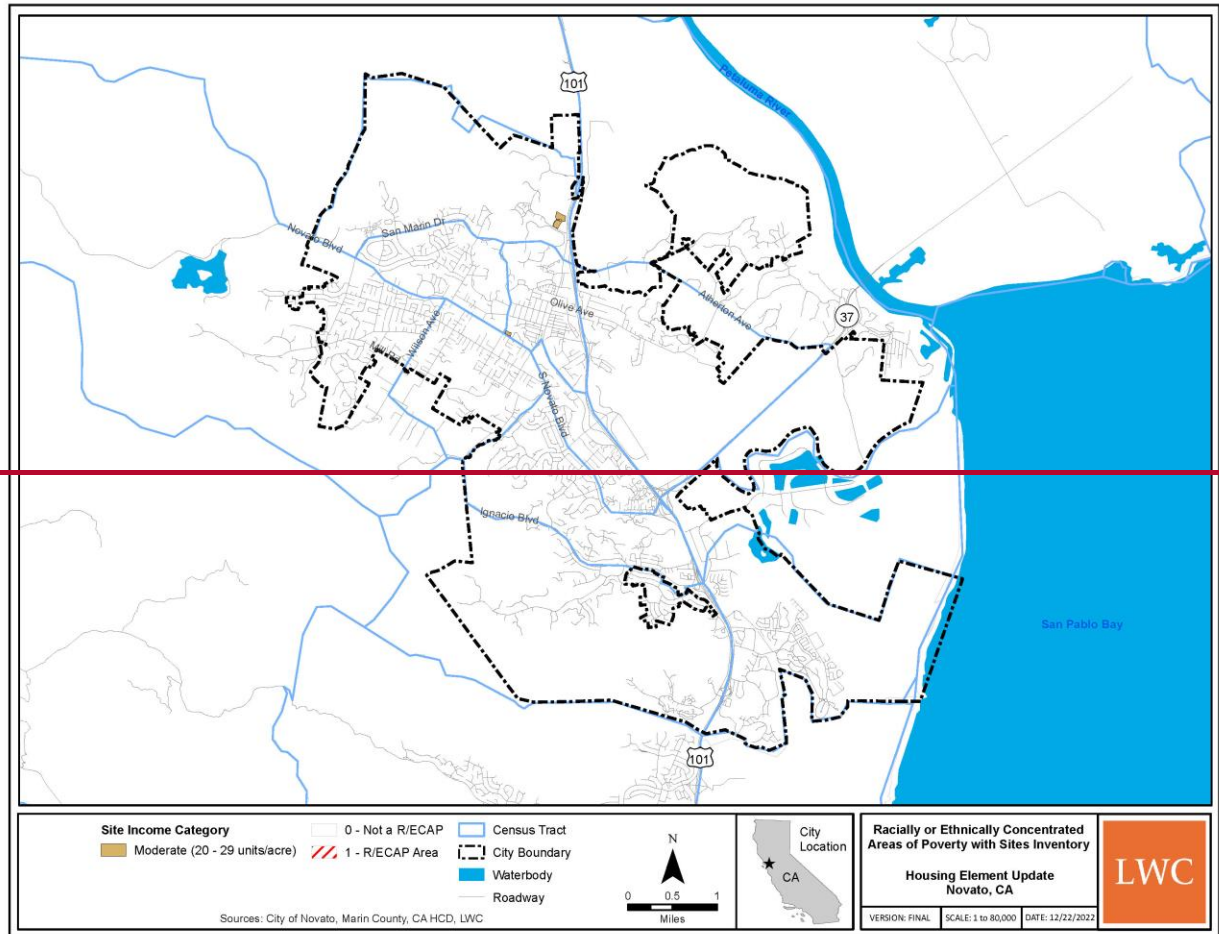 101
Petaluma River
Novato Blvd
San Marin Dr
Olive Ave
Atherton Ave
37
Wilson Ave
S Novato Blvd
Ignacio Blvd
San Pablo Bay
101
Site Income Category
Moderate (20 - 29 units/acre)
0 - Not a R/ECAP
1 - R/ECAP Area
Census Tract
City Boundary
Waterbody
Roadway
N
0 0.5 1
Miles
City
Location
CA
Racially or Ethnically Concentrated
Areas of Poverty with Sites Inventory
Housing Element Update
Novato, CA
LWC
Sources: City of Novato, Marin County, CA HCD, LWC
VERSION: FINAL
SCALE: 1 to 80,000
DATE: 12/22/2022